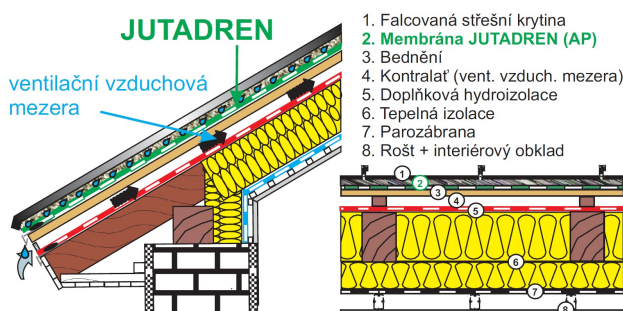 JUTADREN
ventilační vzduchová
mezera
1. Falcovaná střešní krytina
2. Membrána JUTADREN (AP)
3. Bednění
4. Kontralať (vent. vzduch. mezera)
5. Doplňková hydroizolace
6. Tepelná izolace
7. Parozábrana
8. Rošt + interiérový obklad
1
2
3
4
5
6
7
8